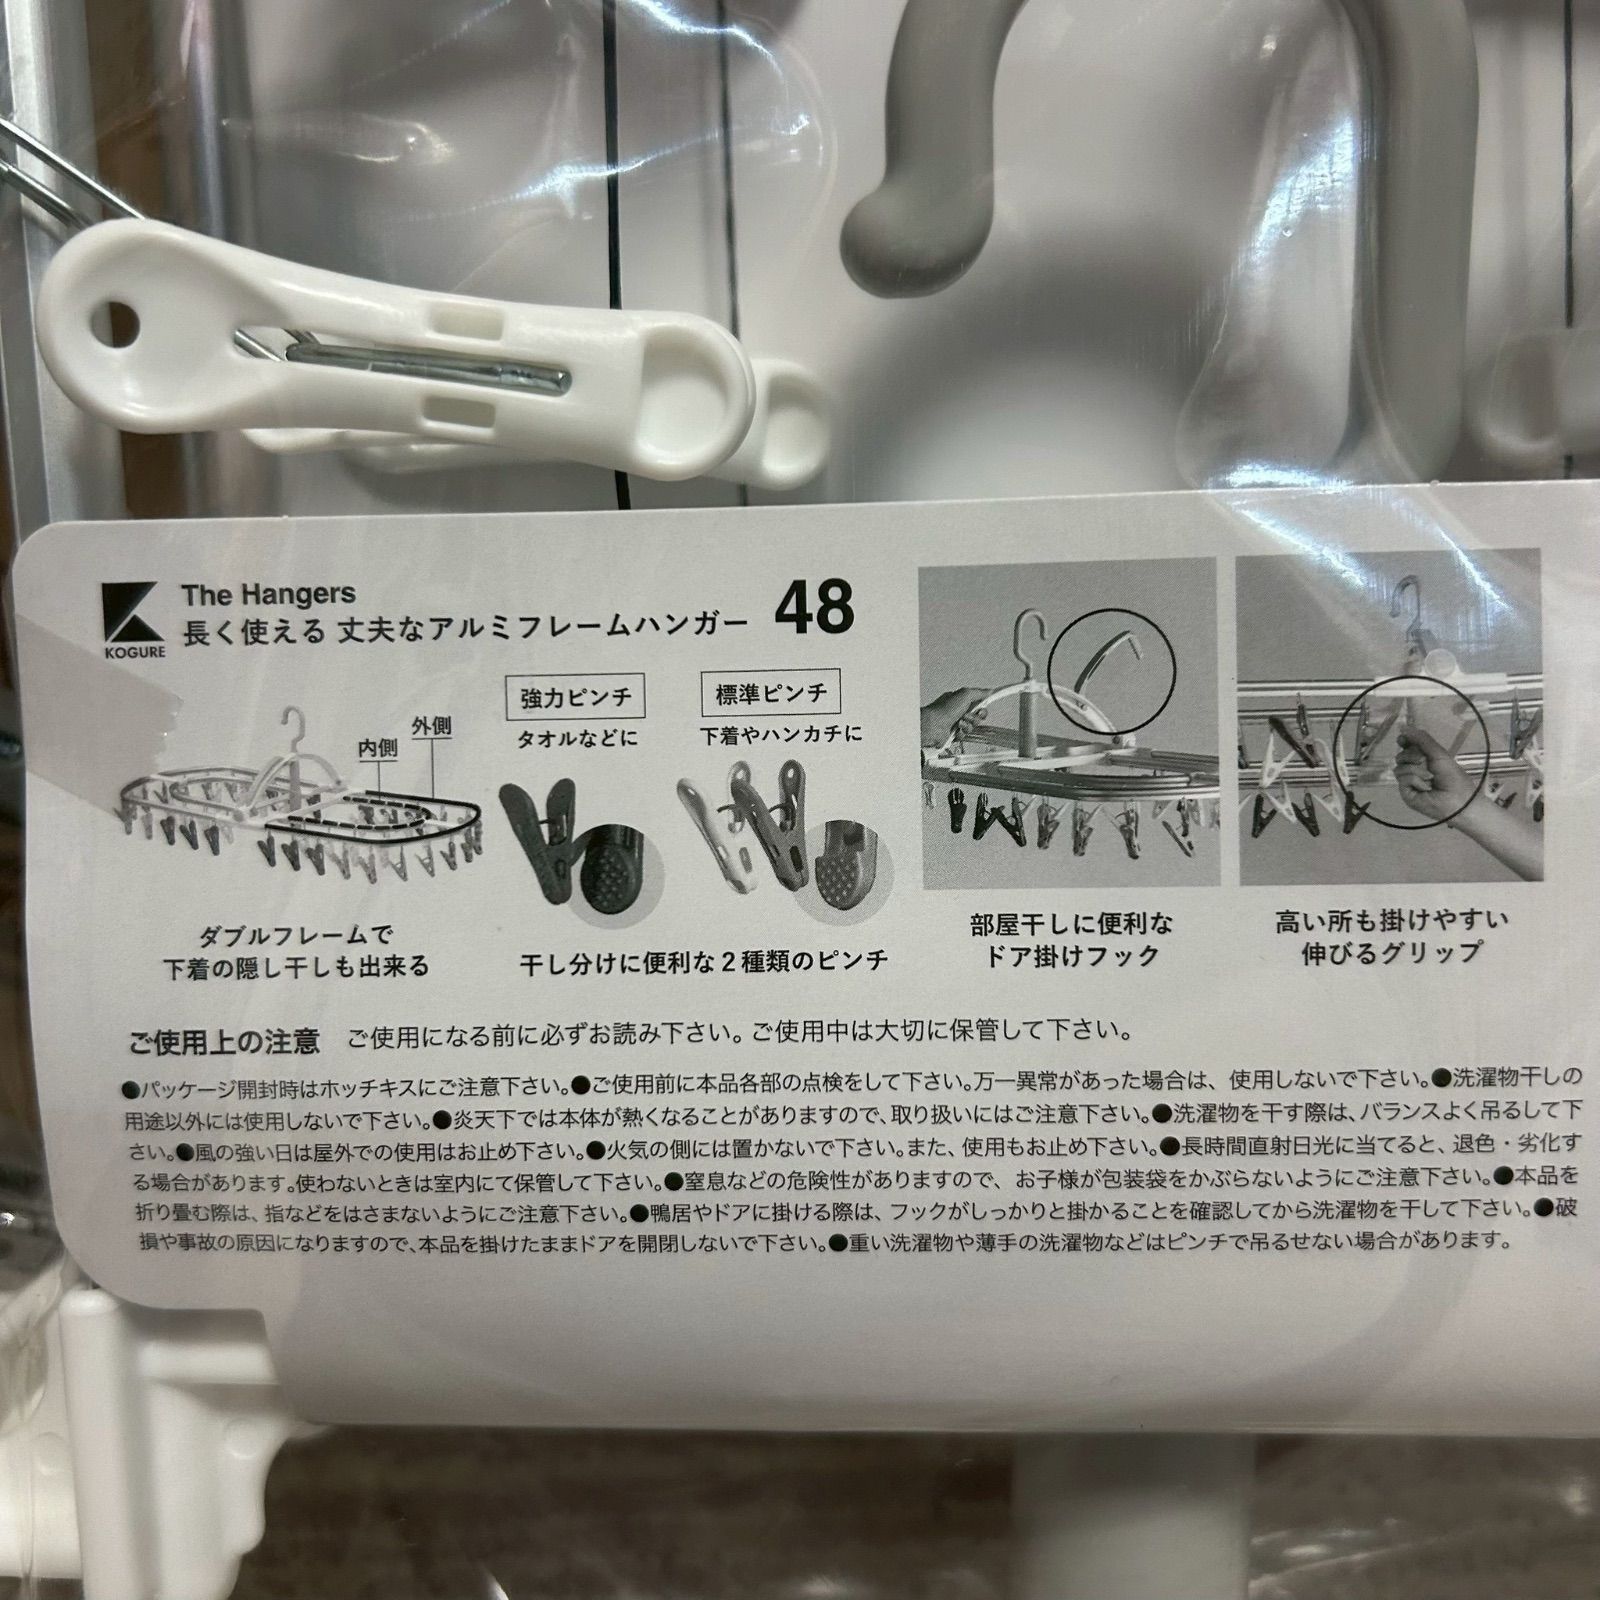 The Hangers
長く使える 丈夫なアルミフレームハンガー 48
KOGURE
内側
外側
ダブルフレームで
下着の隠し干しも出来る
強力ピンチ
タオルなどに
標準ピンチ
下着やハンカチに
干し分けに便利な2種類のピンチ
部屋干しに便利な
ドア掛けフック
高い所も掛けやすい
伸びるグリップ
ご使用上の注意 ご使用になる前に必ずお読み下さい。ご使用中は大切に保管して下さい。
●パッケージ開封時はホッチキスにご注意下さい。●ご使用前に本品各部の点検をして下さい。万一異常があった場合は、使用しないで下さい。●洗濯物干しの
用途以外には使用しないで下さい。●炎天下では本体が熱くなることがありますので、取り扱いにはご注意下さい。●洗濯物を干す際は、バランスよく吊るして下
さい。●風の強い日は屋外での使用はお止め下さい。●火気の側には置かないで下さい。また、使用もお止め下さい。●長時間直射日光に当てると、退色・劣化す
る場合があります。使わないときは室内にて保管して下さい。●窒息などの危険性がありますので、お子様が包装袋をかぶらないようにご注意下さい。●本品を
折り畳む際は、指などをはさまないようにご注意下さい。●鴨居やドアに掛ける際は、フックがしっかりと掛かることを確認してから洗濯物を干して下さい。●破
損や事故の原因になりますので、本品を掛けたままドアを開閉しないで下さい。●重い洗濯物や薄手の洗濯物などはピンチで吊るせない場合があります。